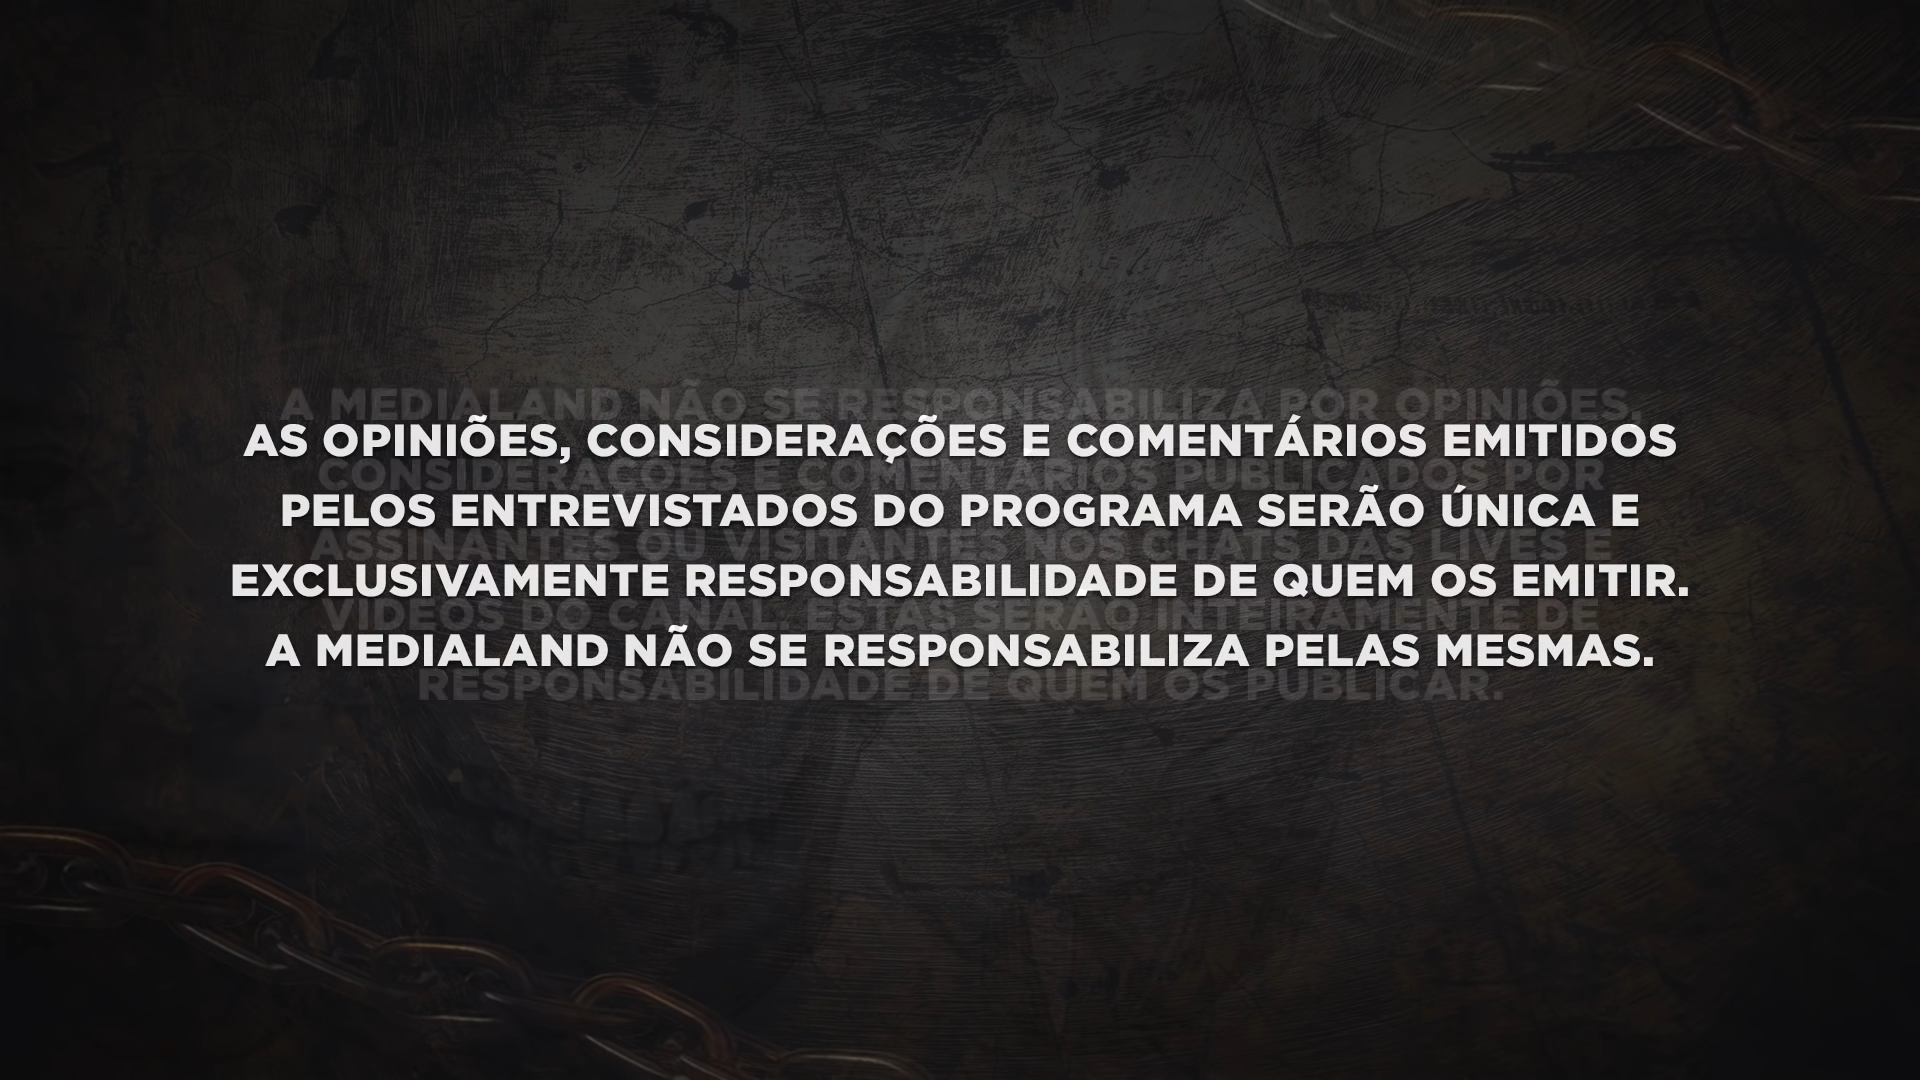 A MEDIALAND NÃO SE RESPONSABILIZA POR OPINIÕES,
AS OPINIÕES, CONSIDERAÇÕES E COMENTÁRIOS EMITIDOS
CONSIDERAÇÕES E COMENTÁRIOS PUBLICADOS POR
PELOS ENTREVISTADOS DO PROGRAMA SERÃO ÚNICA E
ASSINANTES OU VISITANTES NOS CHATS DAS LIVES E
EXCLUSIVAMENTE RESPONSABILIDADE DE QUEM OS EMITIR.
VÍDEOS DO CANAL. ESTAS SERÃO INTEIRAMENTE DE
A MEDIALAND NÃO SE RESPONSABILIZA PELAS MESMAS.
RESPONSABILIDADE DE QUEM OS PUBLICAR.